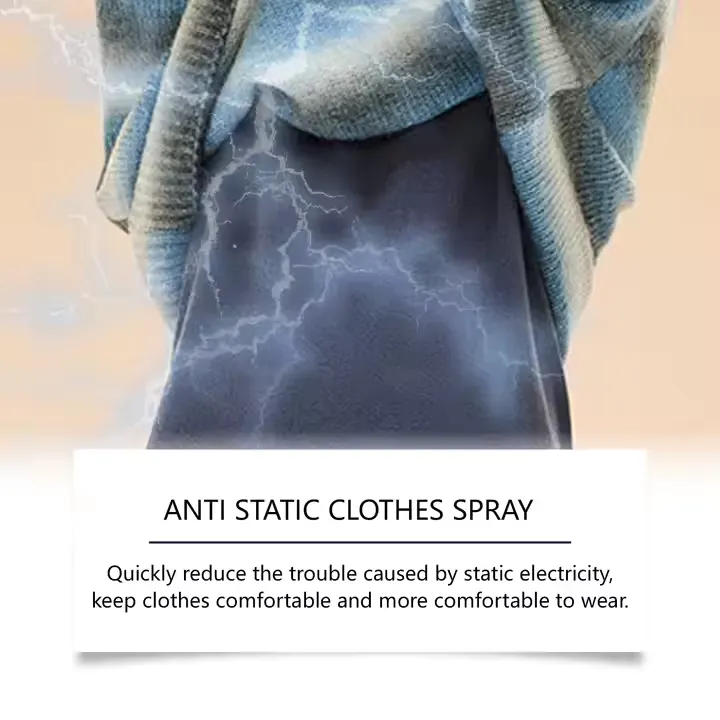 ANTI STATIC CLOTHES SPRAY
Quickly reduce the trouble caused by static electricity,
keep clothes comfortable and more comfortable to wear.